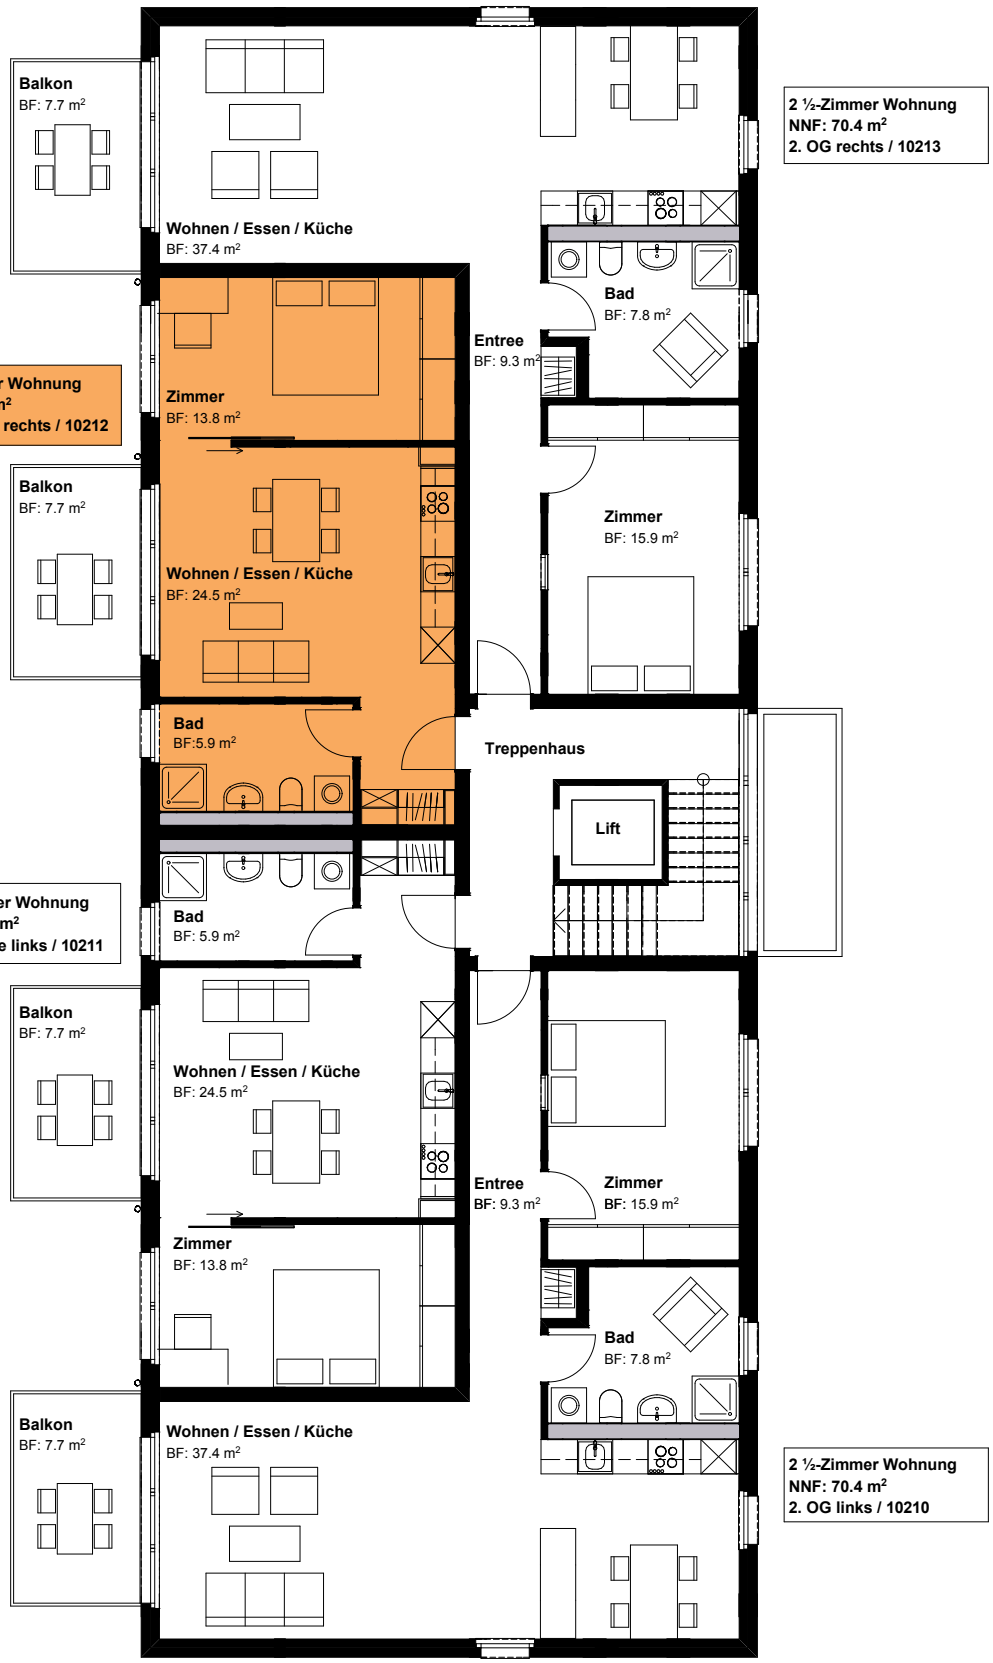 Balkon
BF: 7.7 m²
2 ½-Zimmer Wohnung
NNF: 70.4 m²
2. OG rechts / 10213
Wohnen / Essen / Küche
BF: 37.4 m²
Bad
BF: 7.8 m²
Entree
BF: 9.3 m²
Zimmer
BF: 13.8 m²
r Wohnung
m²
rechts / 10212
Balkon
BF: 7.7 m²
Zimmer
BF: 15.9 m²
Wohnen / Essen / Küche
BF: 24.5 m²
Bad
BF:5.9 m²
Treppenhaus
Lift
er Wohnung
m²
e links / 10211
Bad
BF: 5.9 m²
Balkon
BF: 7.7 m²
Wohnen / Essen / Küche
BF: 24.5 m²
Entree
BF: 9.3 m²
Zimmer
BF: 15.9 m²
Zimmer
BF: 13.8 m²
Bad
BF: 7.8 m²
Balkon
BF: 7.7 m²
Wohnen / Essen / Küche
BF: 37.4 m²
2 ½-Zimmer Wohnung
NNF: 70.4 m²
2. OG links / 10210